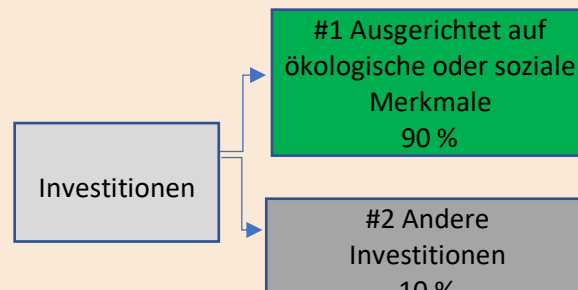 #1 Ausgerichtet auf
ökologische oder soziale
Merkmale
90 %
Investitionen
#2 Andere
Investitionen
10 %